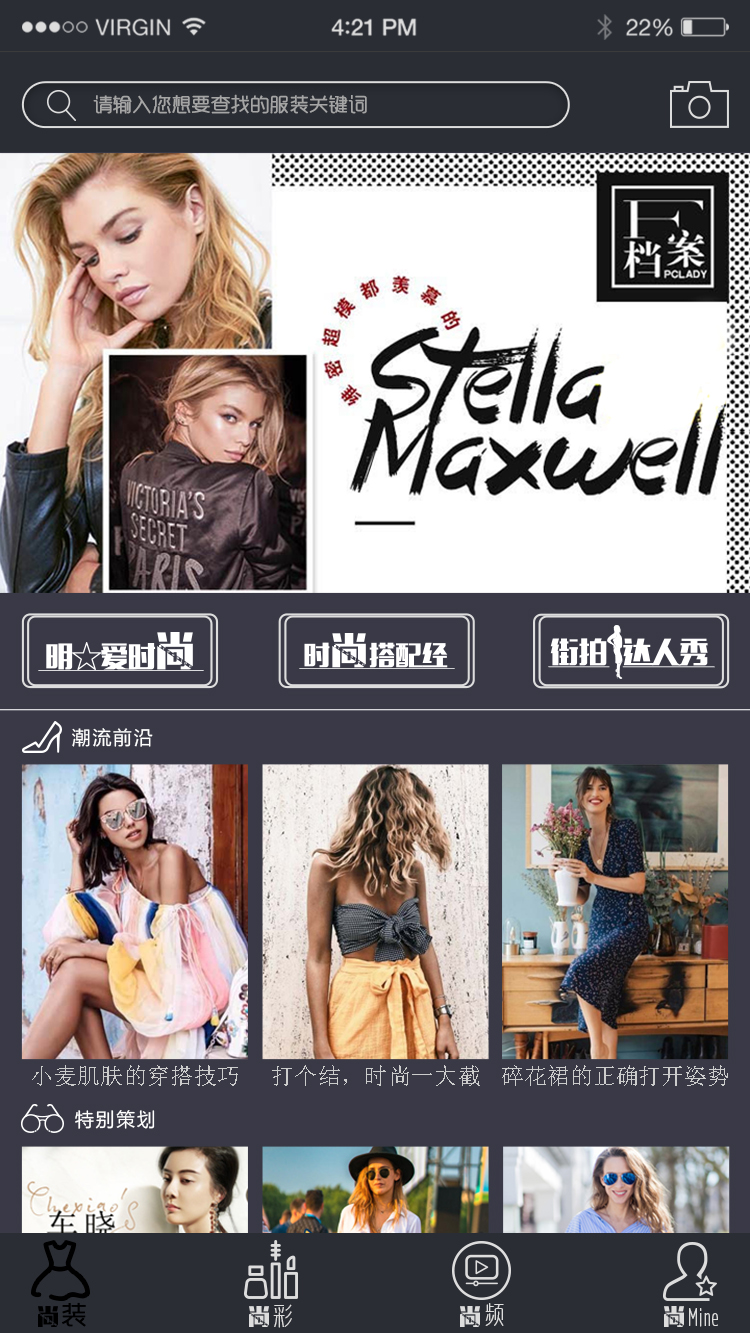 VIRGIN 4:21 PM 22%
请输入您想要查找的服装关键词
F
档案
PCLADY
维密超模都羡慕的
Stella
Maxwell
VICTORIA'S
SECRET
PARIS
明☆爱时尚
时尚搭配经
街拍达人秀
潮流前沿
小麦肌肤的穿搭技巧
打个结，时尚一大截
碎花裙的正确打开姿势
特别策划
Chexiao's
车晓
尚装
尚彩
尚频
尚Mine